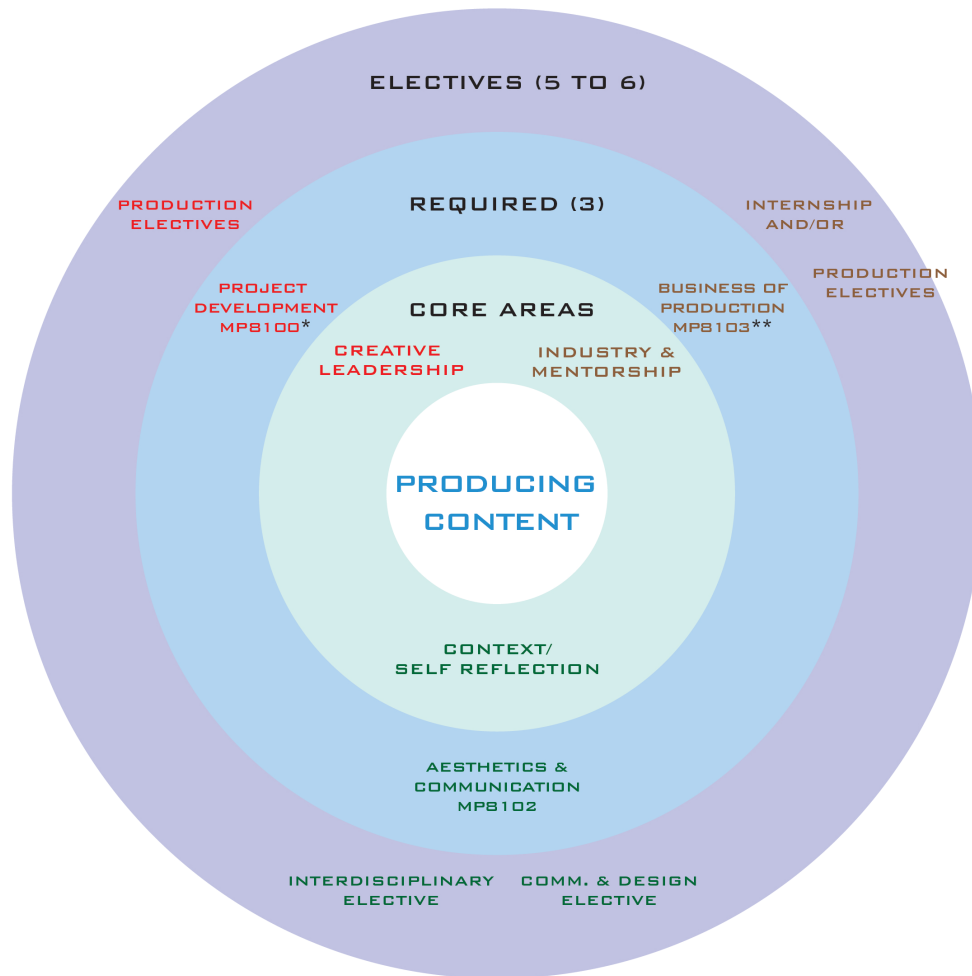 ELECTIVES (5 TO 6)
PRODUCTION
ELECTIVES
INTERNSHIP
AND/OR
PRODUCTION
ELECTIVES
REQUIRED (3)
PROJECT
DEVELOPMENT
MP8100*
BUSINESS OF
PRODUCTION
MP8103**
CORE AREAS
CREATIVE
LEADERSHIP
INDUSTRY &
MENTORSHIP
PRODUCING
CONTENT
CONTEXT/
SELF REFLECTION
AESTHETICS &
COMMUNICATION
MP8102
INTERDISCIPLINARY
ELECTIVE
COMM. & DESIGN
ELECTIVE